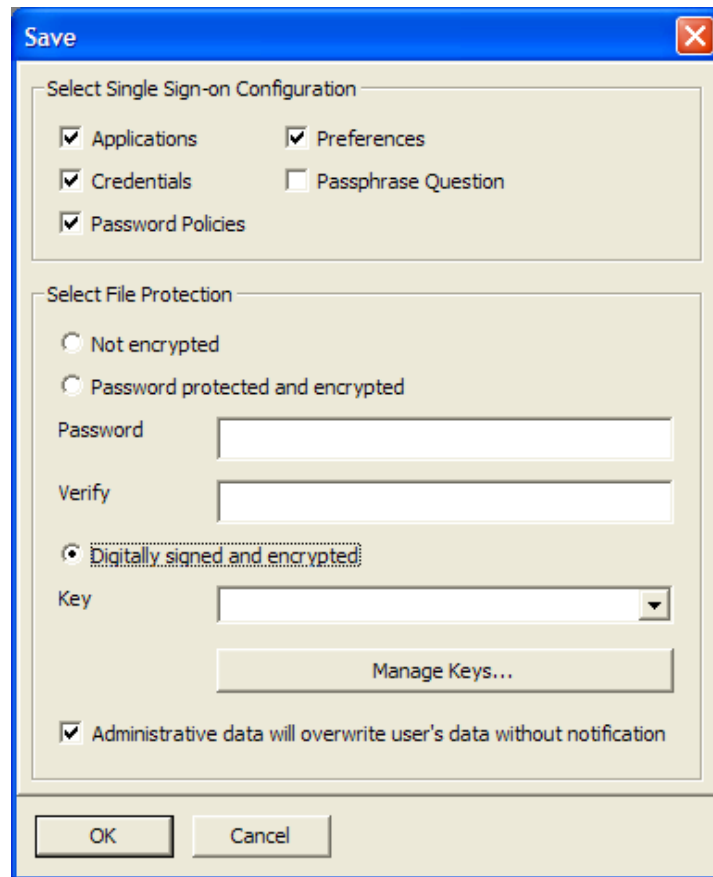 Save
Select Single Sign-on Configuration
Applications Preferences
Credentials Passphrase Question
Password Policies
Select File Protection
Not encrypted
Password protected and encrypted
Password
Verify
Digitally signed and encrypted
Key
Manage Keys...
Administrative data will overwrite user's data without notification
OK Cancel